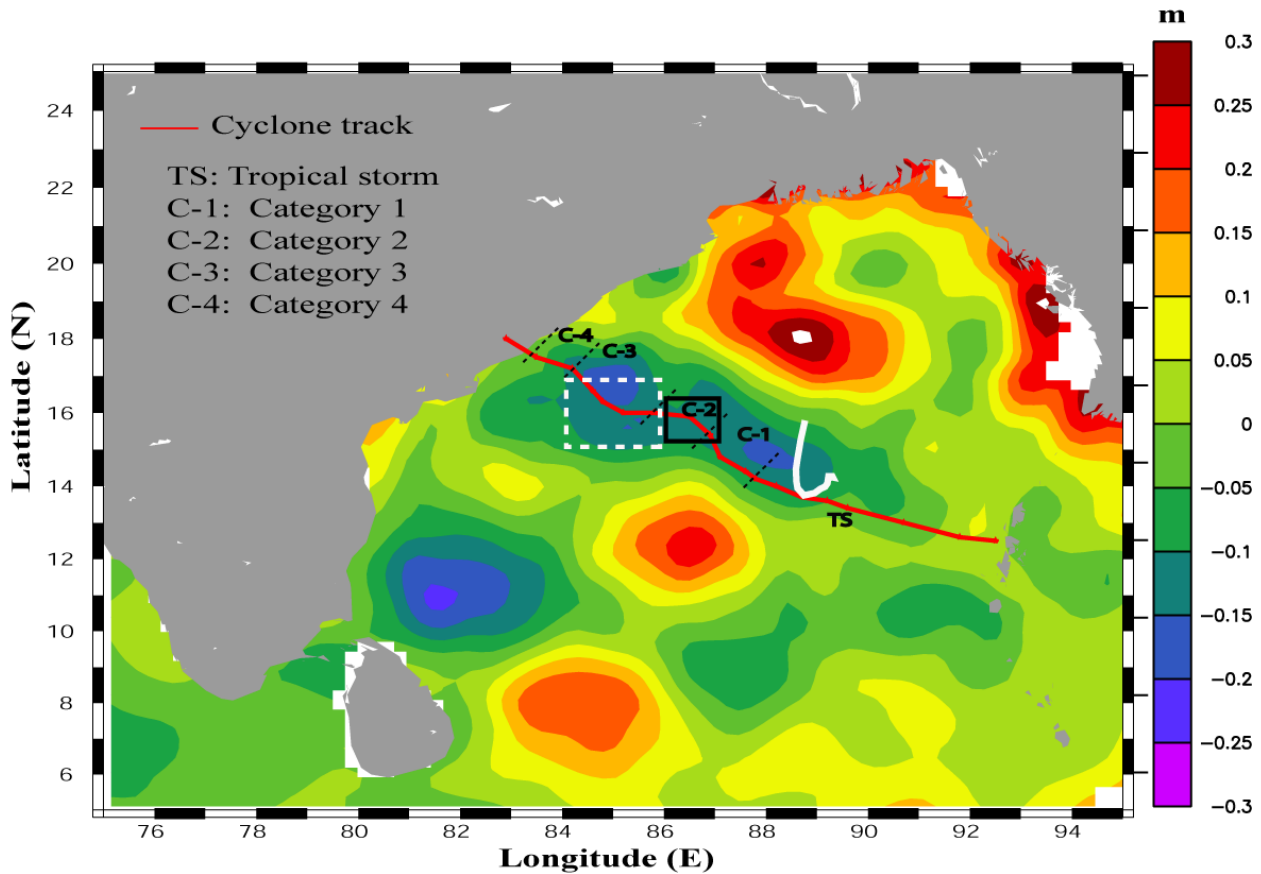 m
Cyclone track
TS: Tropical storm
C-1: Category 1
C-2: Category 2
C-3: Category 3
C-4: Category 4
C-4
C-3
C-2
C-1
TS
24
22
20
18
16
14
12
10
8
6
Latitude (N)
76 78 80 82 84 86 88 90 92 94
Longitude (E)
0.3
0.25
0.2
0.15
0.1
0.05
0
−0.05
−0.1
−0.15
−0.2
−0.25
−0.3